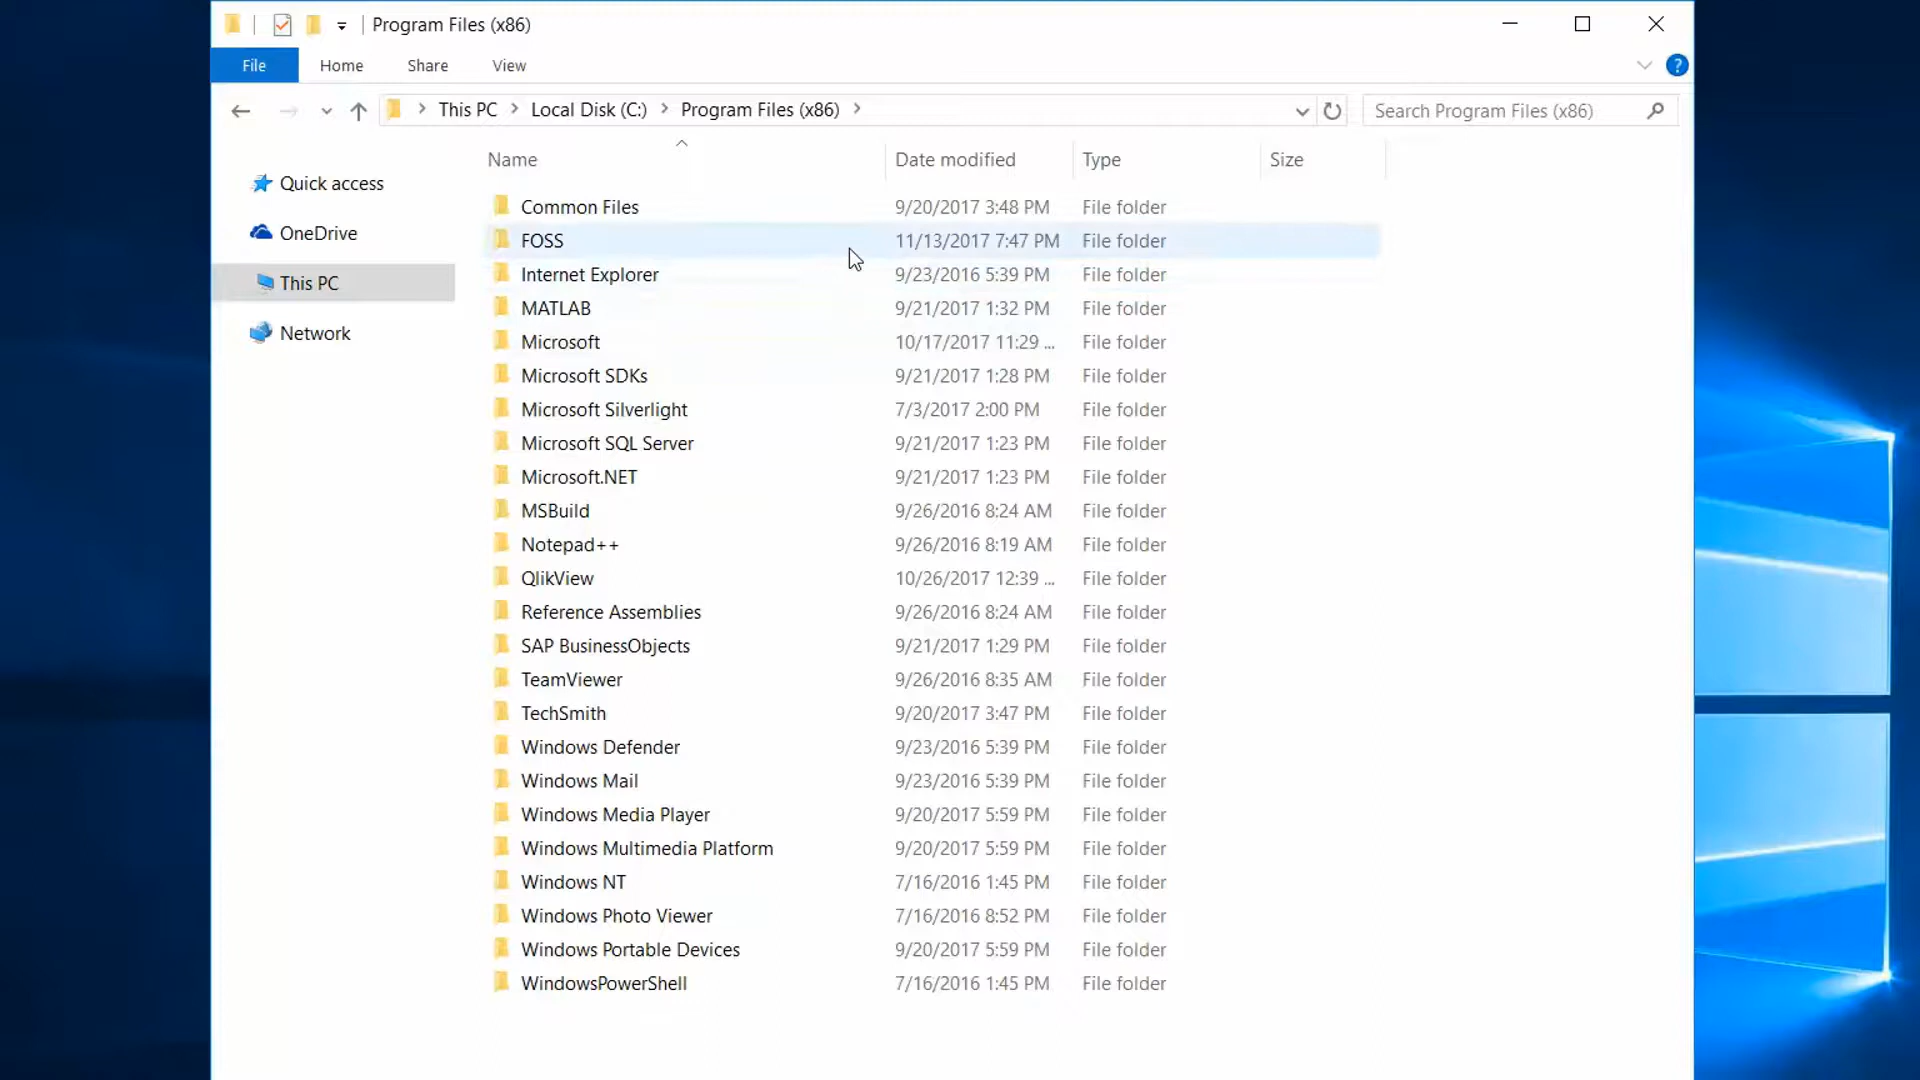 Program Files (x86)
File Home Share View ?
This PC Local Disk (C:) Program Files (x86) Search Program Files (x86)
Quick access
OneDrive
This PC
Network
Name Date modified Type Size
Common Files 9/20/2017 3:48 PM File folder
FOSS 11/13/2017 7:47 PM File folder
Internet Explorer 9/23/2016 5:39 PM File folder
MATLAB 9/21/2017 1:32 PM File folder
Microsoft 10/17/2017 11:29 ... File folder
Microsoft SDKs 9/21/2017 1:28 PM File folder
Microsoft Silverlight 7/3/2017 2:00 PM File folder
Microsoft SQL Server 9/21/2017 1:23 PM File folder
Microsoft.NET 9/21/2017 1:23 PM File folder
MSBuild 9/26/2016 8:24 AM File folder
Notepad++ 9/26/2016 8:19 AM File folder
QlikView 10/26/2017 12:39 ... File folder
Reference Assemblies 9/26/2016 8:24 AM File folder
SAP BusinessObjects 9/21/2017 1:29 PM File folder
TeamViewer 9/26/2016 8:35 AM File folder
TechSmith 9/20/2017 3:47 PM File folder
Windows Defender 9/23/2016 5:39 PM File folder
Windows Mail 9/23/2016 5:39 PM File folder
Windows Media Player 9/20/2017 5:59 PM File folder
Windows Multimedia Platform 9/20/2017 5:59 PM File folder
Windows NT 7/16/2016 1:45 PM File folder
Windows Photo Viewer 7/16/2016 8:52 PM File folder
Windows Portable Devices 9/20/2017 5:59 PM File folder
WindowsPowerShell 7/16/2016 1:45 PM File folder